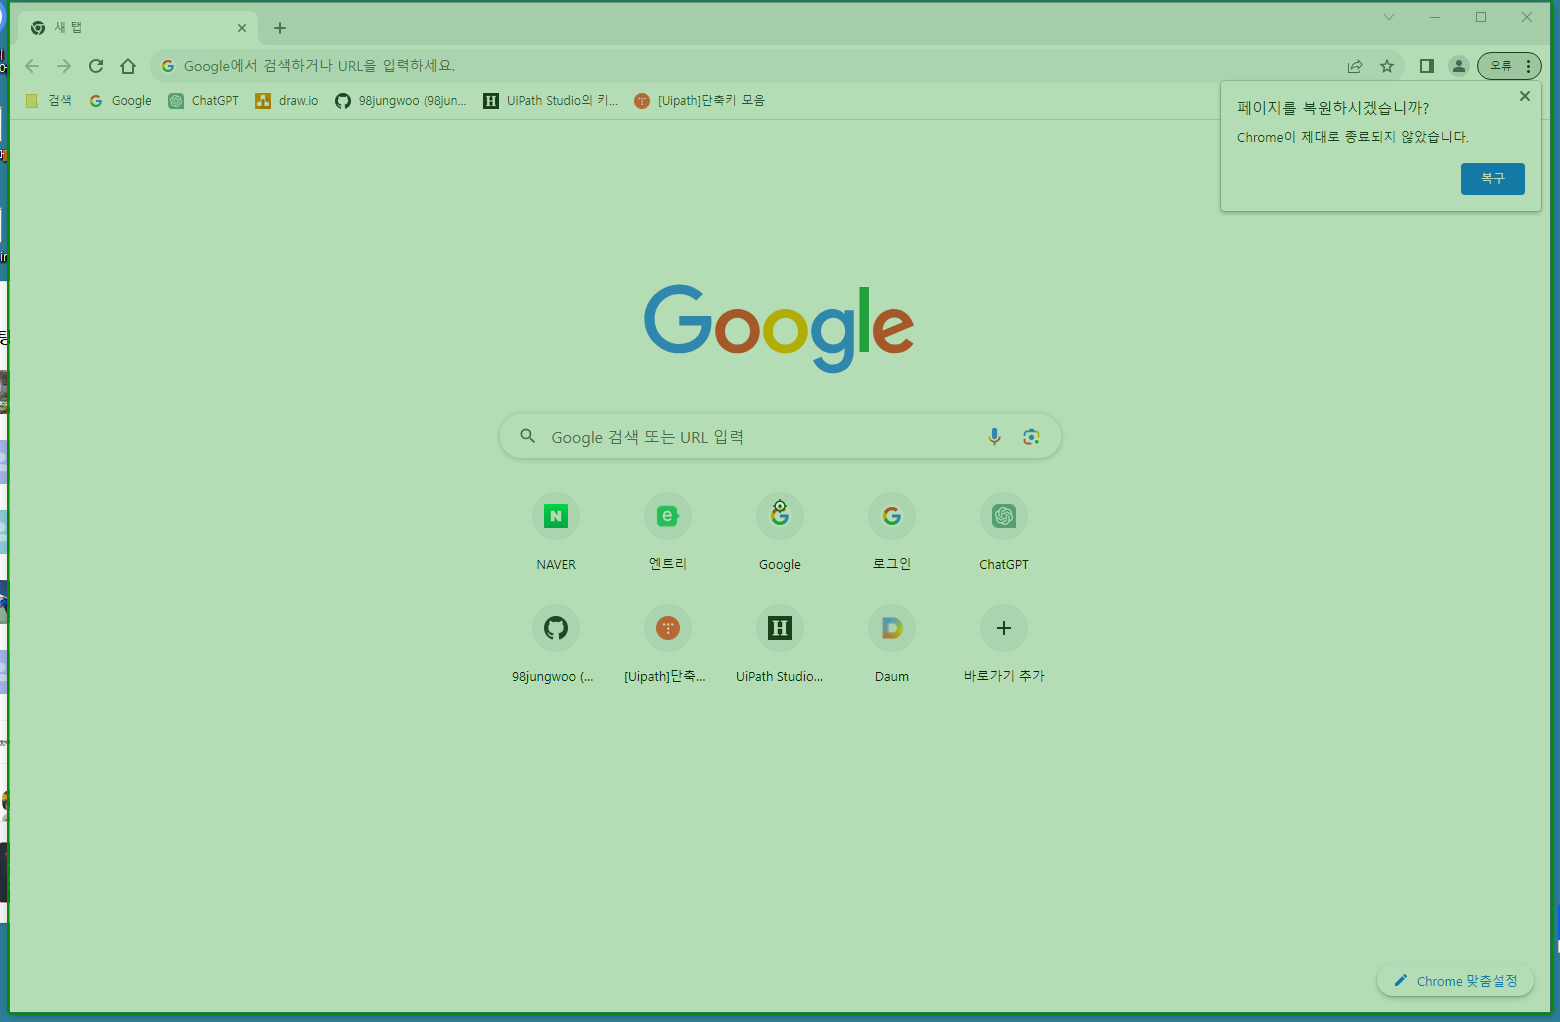 새 탭
Google에서 검색하거나 URL을 입력하세요.
오류
검색 Google ChatGPT draw.io 98jungwoo (98jun... UiPath Studio의 키... [Uipath]단축키 모음
페이지를 복원하시겠습니까?
Chrome이 제대로 종료되지 않았습니다.
복구
Google
Google 검색 또는 URL 입력
NAVER 엔트리 Google 로그인 ChatGPT
98jungwoo (... [Uipath]단축... UiPath Studio... Daum 바로가기 추가
Chrome 맞춤설정